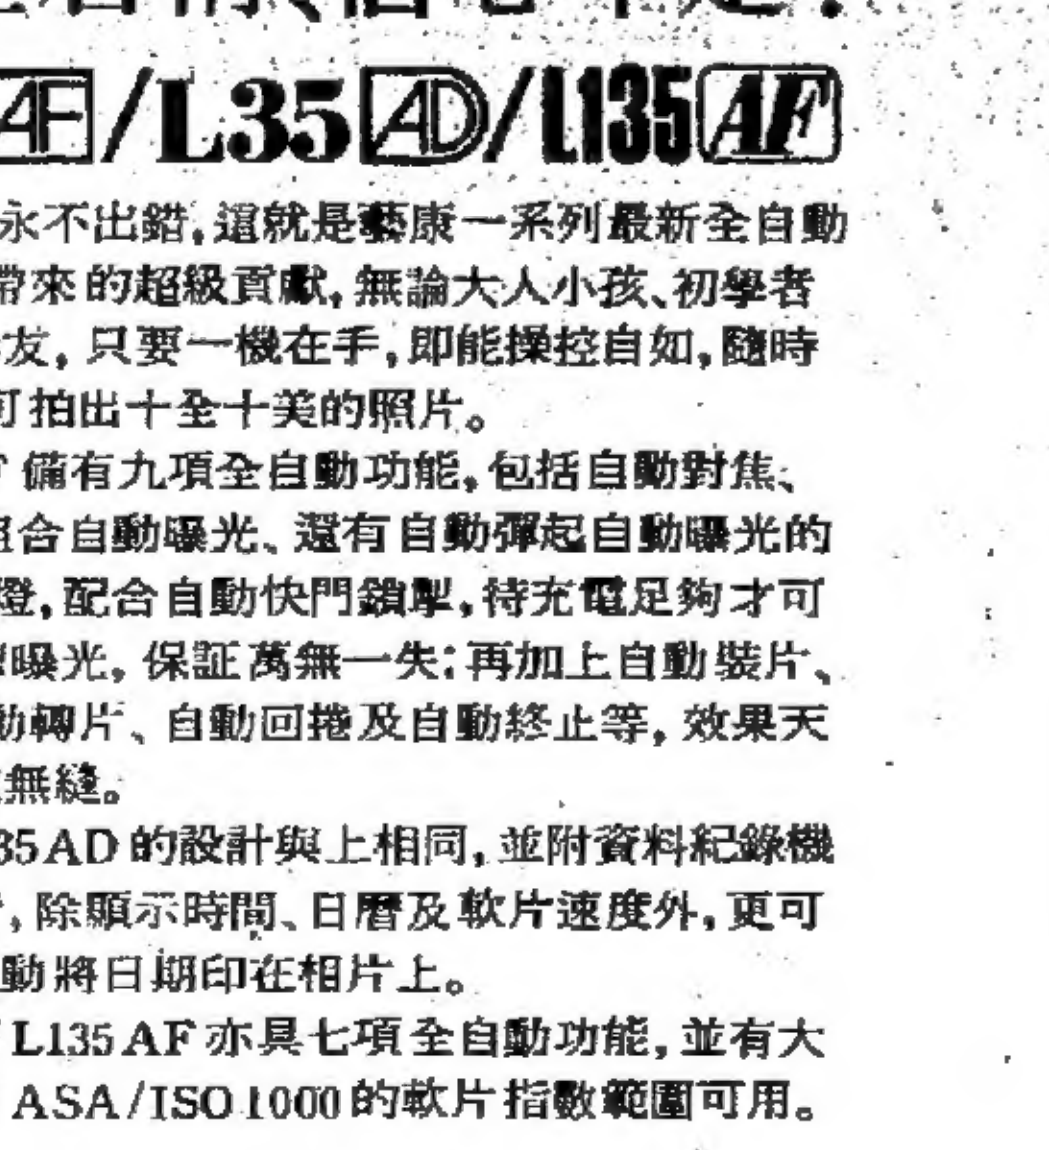 AF/L35AD/L135AF
永不出錯,這就是藝康一系列最新全自動
帶來的超級貢獻,無論大人小孩、初學者
友,只要一機在手,即能操控自如,隨時
可拍出十全十美的照片。
備有九項全自動功能,包括自動對焦、
組合自動曝光、還有自動彈起自動曝光的
燈,配合自動快門鎖掣,待充電足夠才可
曝光,保証萬無一失;再加上自動裝片、
動轉片、自動回捲及自動終止等,效果天
無縫。
35AD的設計與上相同,並附資料紀錄機
,除顯示時間、日曆及軟片速度外,更可
動將日期印在相片上。
L135AF亦具七項全自動功能,並有大
ASA/ISO1000的軟片指數範圍可用。